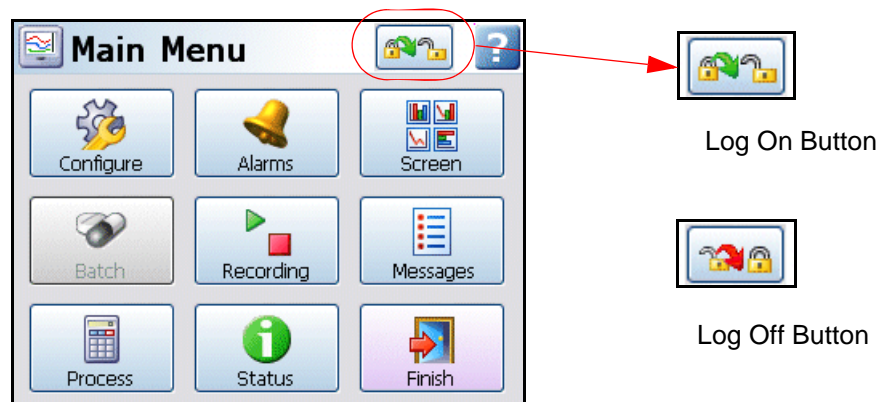 Main Menu
?
Log On Button
Configure
Alarms
Screen
Batch
Recording
Messages
Log Off Button
Process
Status
Finish